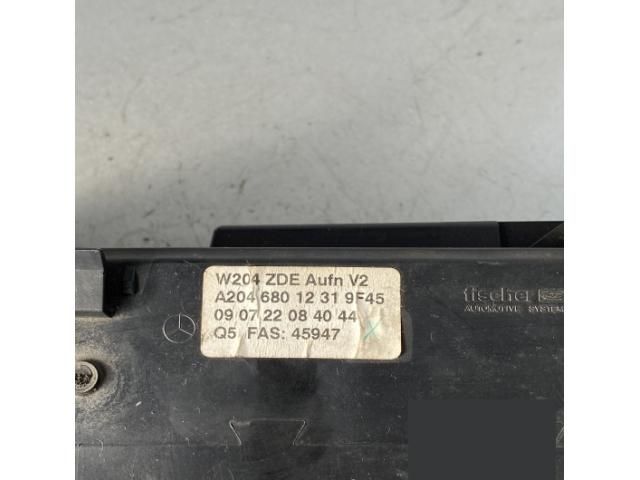 W204 ZDE Aufn V2
A204 680 12 31 9F45
09 07 22 08 40 44
Q5 FAS: 45947
fischer
AUTOMOTIVE SYSTEMS